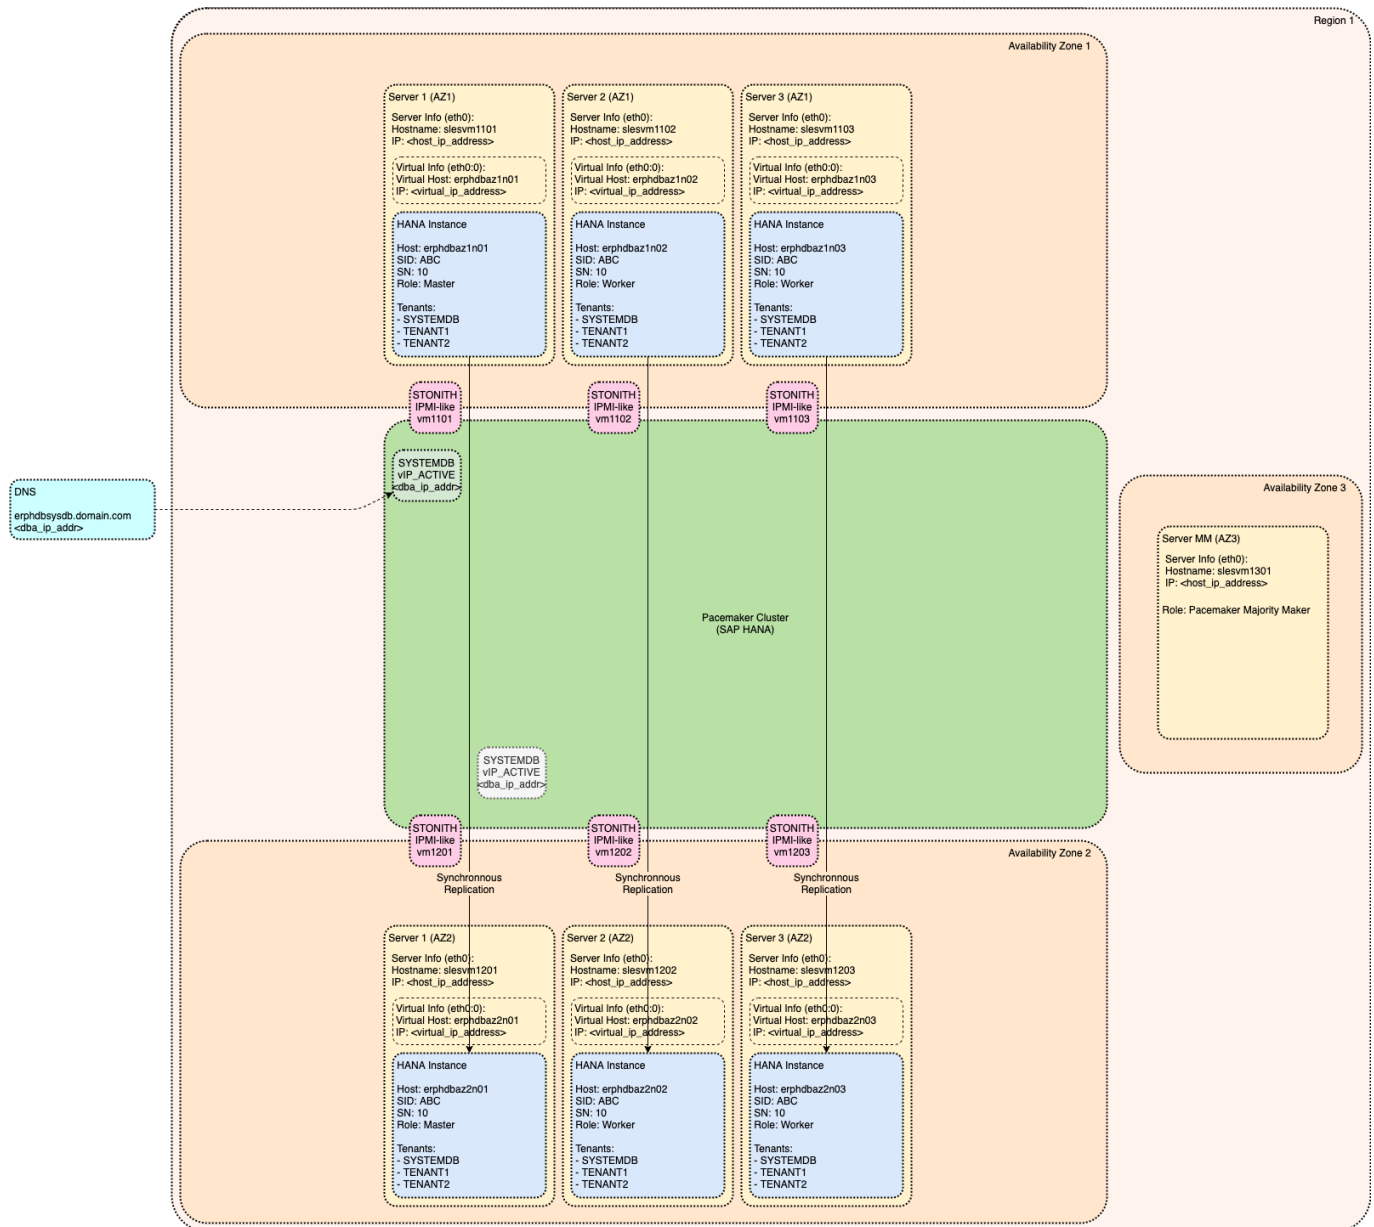 Region 1
Availability Zone 1
Server 1 (AZ1)
Server Info (eth0):
Hostname: slesvm1101
IP: <host_ip_address>
Virtual Info (eth0:0):
Virtual Host: erphdbaz1n01
IP: <virtual_ip_address>
HANA Instance
Host: erphdbaz1n01
SID: ABC
SN: 10
Role: Master
Tenants:
- SYSTEMDB
- TENANT1
- TENANT2
Server 2 (AZ1)
Server Info (eth0):
Hostname: slesvm1102
IP: <host_ip_address>
Virtual Info (eth0:0):
Virtual Host: erphdbaz1n02
IP: <virtual_ip_address>
HANA Instance
Host: erphdbaz1n02
SID: ABC
SN: 10
Role: Worker
Tenants:
- SYSTEMDB
- TENANT1
- TENANT2
Server 3 (AZ1)
Server Info (eth0):
Hostname: slesvm1103
IP: <host_ip_address>
Virtual Info (eth0:0):
Virtual Host: erphdbaz1n03
IP: <virtual_ip_address>
HANA Instance
Host: erphdbaz1n03
SID: ABC
SN: 10
Role: Worker
Tenants:
- SYSTEMDB
- TENANT1
- TENANT2
STONITH
IPMI-like
vm1101
STONITH
IPMI-like
vm1102
STONITH
IPMI-like
vm1103
SYSTEMDB
vIP_ACTIVE
<dba_ip_addr>
DNS
erphdbsysdb.domain.com
<dba_ip_addr>
Availability Zone 3
Server MM (AZ3)
Server Info (eth0):
Hostname: slesvm1301
IP: <host_ip_address>
Role: Pacemaker Majority Maker
Pacemaker Cluster
(SAP HANA)
SYSTEMDB
vIP_ACTIVE
<dba_ip_addr>
STONITH
IPMI-like
vm1201
STONITH
IPMI-like
vm1202
STONITH
IPMI-like
vm1203
Availability Zone 2
Synchronnous
Replication
Synchronnous
Replication
Synchronnous
Replication
Server 1 (AZ2)
Server Info (eth0):
Hostname: slesvm1201
IP: <host_ip_address>
Virtual Info (eth0:0):
Virtual Host: erphdbaz2n01
IP: <virtual_ip_address>
HANA Instance
Host: erphdbaz2n01
SID: ABC
SN: 10
Role: Master
Tenants:
- SYSTEMDB
- TENANT1
- TENANT2
Server 2 (AZ2)
Server Info (eth0):
Hostname: slesvm1202
IP: <host_ip_address>
Virtual Info (eth0:0):
Virtual Host: erphdbaz2n02
IP: <virtual_ip_address>
HANA Instance
Host: erphdbaz2n02
SID: ABC
SN: 10
Role: Worker
Tenants:
- SYSTEMDB
- TENANT1
- TENANT2
Server 3 (AZ2)
Server Info (eth0):
Hostname: slesvm1203
IP: <host_ip_address>
Virtual Info (eth0:0):
Virtual Host: erphdbaz2n03
IP: <virtual_ip_address>
HANA Instance
Host: erphdbaz2n03
SID: ABC
SN: 10
Role: Worker
Tenants:
- SYSTEMDB
- TENANT1
- TENANT2